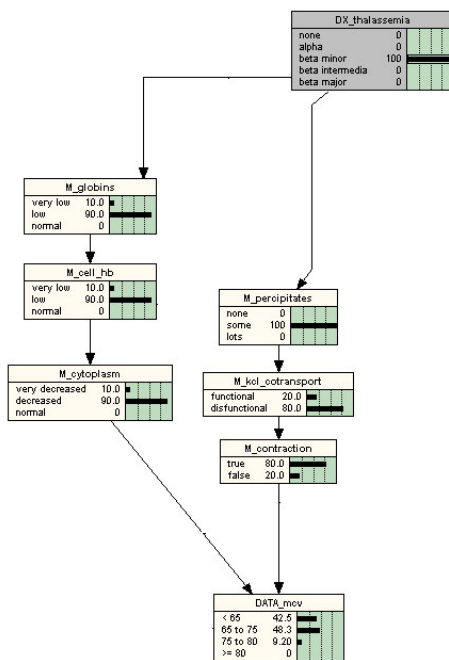 DX_thalassemia
none 0
alpha 0
beta minor 100
beta intermedia 0
beta major 0
M_globins
very low 10.0
low 90.0
normal 0
M_cell_hb
very low 10.0
low 90.0
normal 0
M_percipitates
none 0
some 100
lots 0
M_cytoplasm
very decreased 10.0
decreased 90.0
normal 0
M_kcl_cotransport
functional 20.0
disfunctional 80.0
M_contraction
true 80.0
false 20.0
DATA_mcv
< 65 42.5
65 to 75 48.3
75 to 80 9.20
>= 80 0